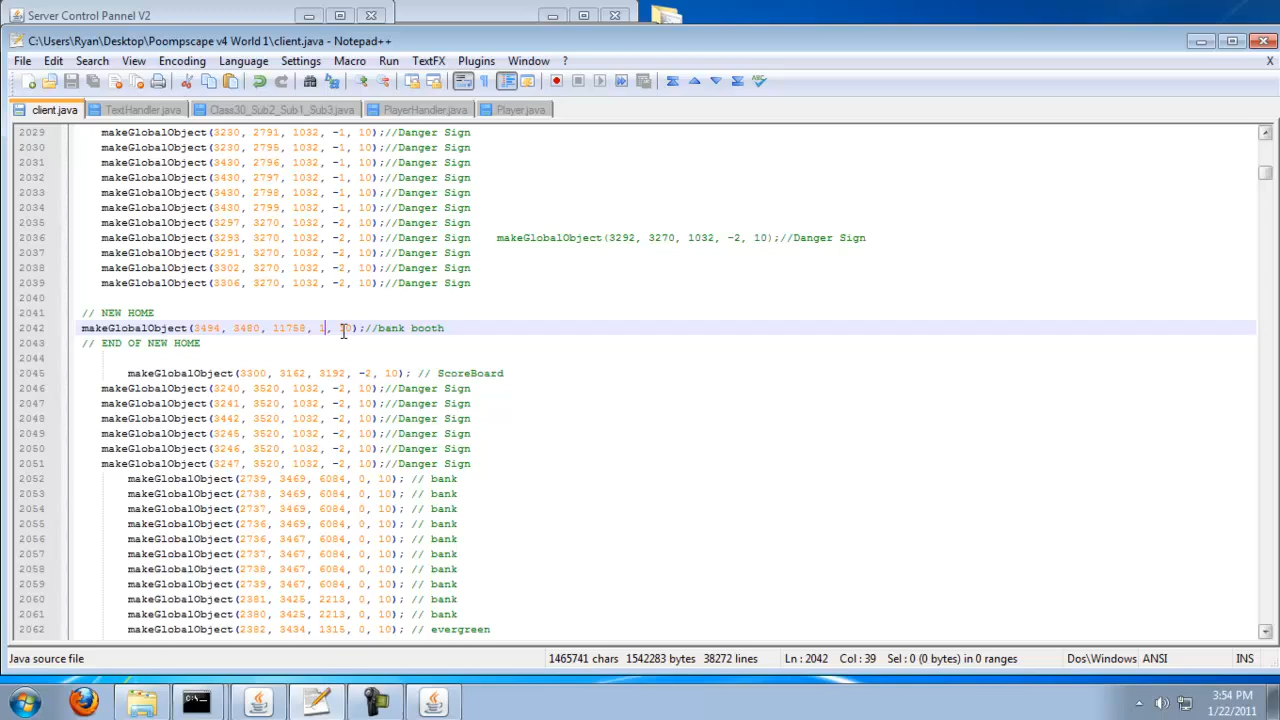 Server Control Pannel V2
C:\Users\Ryan\Desktop\Poompscape v4 World 1\client.java - Notepad++
File Edit Search View Encoding Language Settings Macro Run TextFX Plugins Window ? X
client.java TextHandler.java Class30_Sub2_Sub1_Sub3.java PlayerHandler.java Player.java
2029 makeGlobalObject(3230, 2791, 1032, -1, 10);//Danger Sign
2030 makeGlobalObject(3230, 2795, 1032, -1, 10);//Danger Sign
2031 makeGlobalObject(3430, 2796, 1032, -1, 10);//Danger Sign
2032 makeGlobalObject(3430, 2797, 1032, -1, 10);//Danger Sign
2033 makeGlobalObject(3430, 2798, 1032, -1, 10);//Danger Sign
2034 makeGlobalObject(3430, 2799, 1032, -1, 10);//Danger Sign
2035 makeGlobalObject(3297, 3270, 1032, -2, 10);//Danger Sign
2036 makeGlobalObject(3293, 3270, 1032, -2, 10);//Danger Sign makeGlobalObject(3292, 3270, 1032, -2, 10);//Danger Sign
2037 makeGlobalObject(3291, 3270, 1032, -2, 10);//Danger Sign
2038 makeGlobalObject(3302, 3270, 1032, -2, 10);//Danger Sign
2039 makeGlobalObject(3306, 3270, 1032, -2, 10);//Danger Sign
2040
2041 // NEW HOME
2042 makeGlobalObject(3494, 3480, 11758, 1, 10);//bank booth
2043 // END OF NEW HOME
2044
2045 makeGlobalObject(3300, 3162, 3192, -2, 10); // ScoreBoard
2046 makeGlobalObject(3240, 3520, 1032, -2, 10);//Danger Sign
2047 makeGlobalObject(3241, 3520, 1032, -2, 10);//Danger Sign
2048 makeGlobalObject(3442, 3520, 1032, -2, 10);//Danger Sign
2049 makeGlobalObject(3245, 3520, 1032, -2, 10);//Danger Sign
2050 makeGlobalObject(3246, 3520, 1032, -2, 10);//Danger Sign
2051 makeGlobalObject(3247, 3520, 1032, -2, 10);//Danger Sign
2052 makeGlobalObject(2739, 3469, 6084, 0, 10); // bank
2053 makeGlobalObject(2738, 3469, 6084, 0, 10); // bank
2054 makeGlobalObject(2737, 3469, 6084, 0, 10); // bank
2055 makeGlobalObject(2736, 3469, 6084, 0, 10); // bank
2056 makeGlobalObject(2736, 3467, 6084, 0, 10); // bank
2057 makeGlobalObject(2737, 3467, 6084, 0, 10); // bank
2058 makeGlobalObject(2738, 3467, 6084, 0, 10); // bank
2059 makeGlobalObject(2739, 3467, 6084, 0, 10); // bank
2060 makeGlobalObject(2381, 3425, 2213, 0, 10); // bank
2061 makeGlobalObject(2380, 3425, 2213, 0, 10); // bank
2062 makeGlobalObject(2382, 3434, 1315, 0, 10); // evergreen
Java source file 1465741 chars 1542283 bytes 38272 lines Ln : 2042 Col : 39 Sel : 0 (0 bytes) in 0 ranges Dos\Windows ANSI INS
3:54 PM
1/22/2011